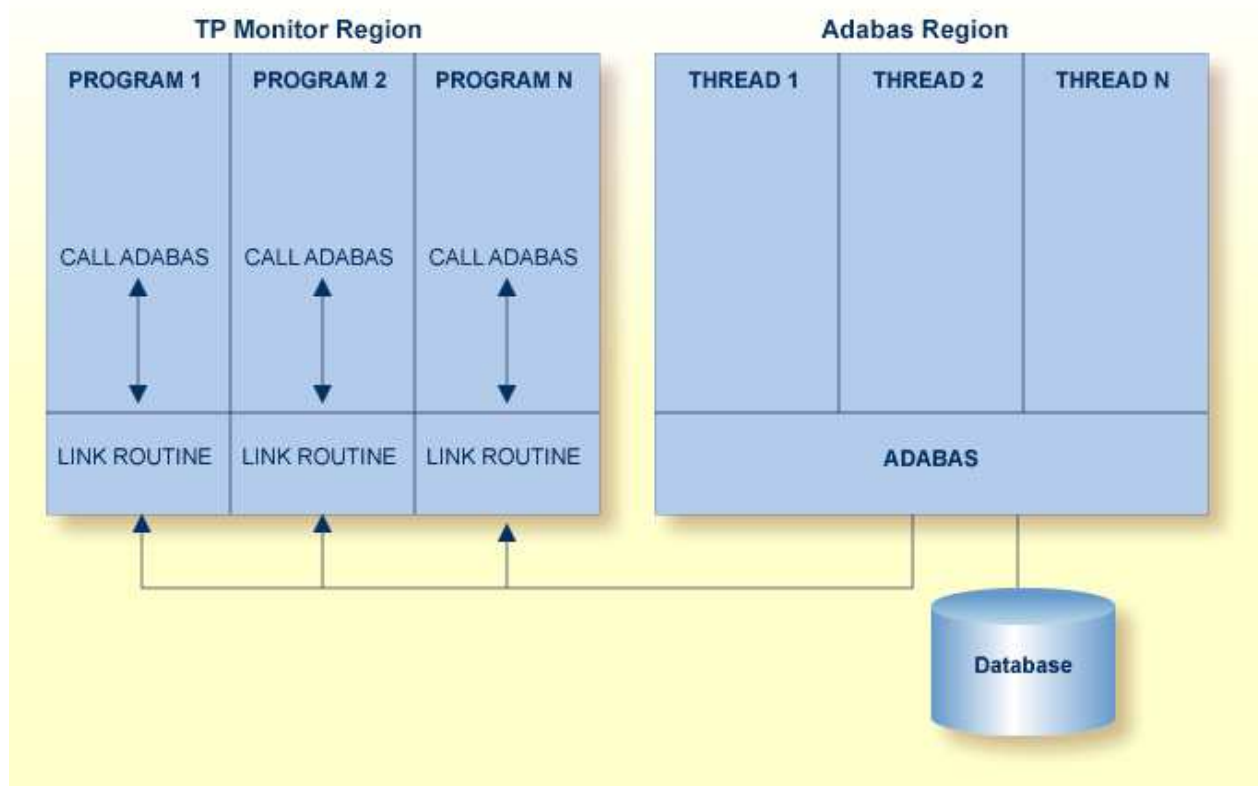 TP Monitor Region
Adabas Region
PROGRAM 1
PROGRAM 2
PROGRAM N
THREAD 1
THREAD 2
THREAD N
CALL ADABAS
CALL ADABAS
CALL ADABAS
LINK ROUTINE
LINK ROUTINE
LINK ROUTINE
ADABAS
Database